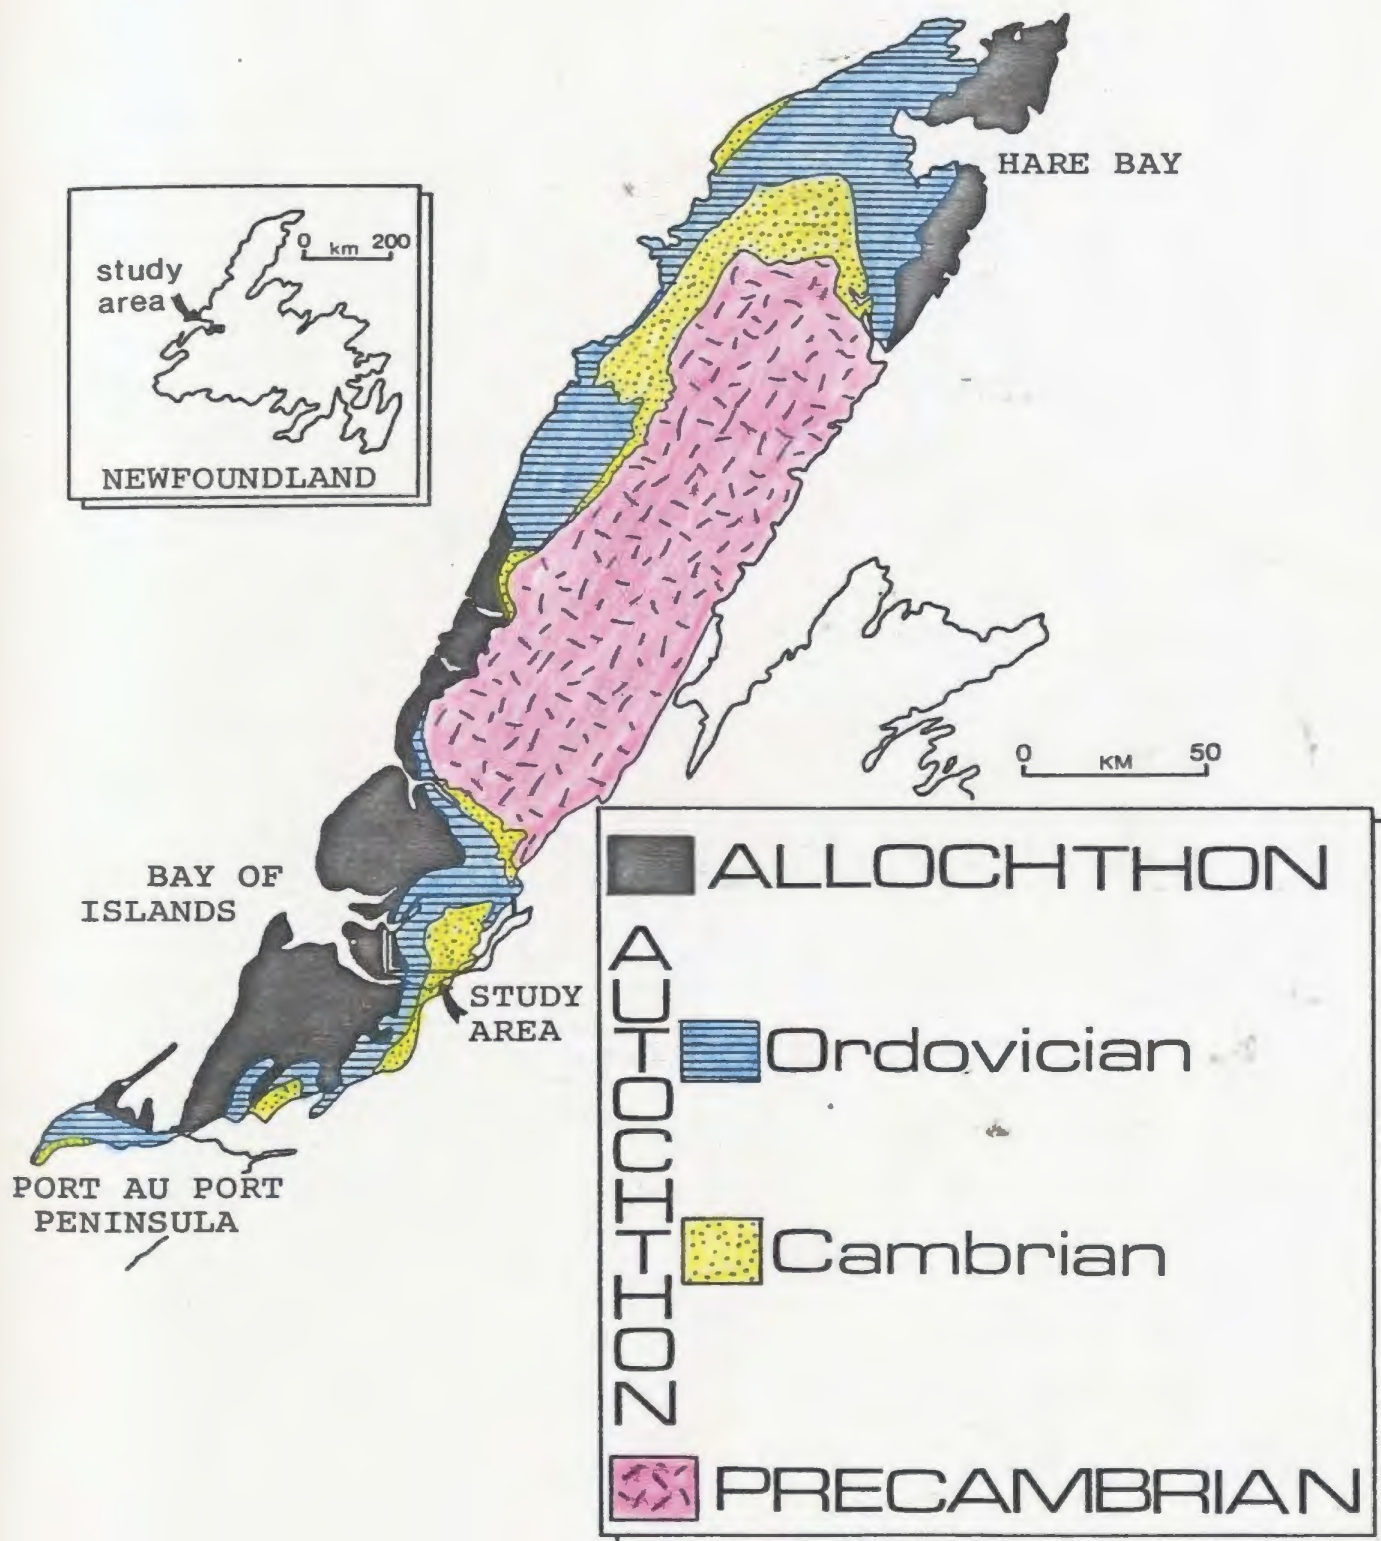 HARE BAY
0 km 200
study
area
NEWFOUNDLAND
0 KM 50
BAY OF
ISLANDS
STUDY
AREA
PORT AU PORT
PENINSULA
ALLOCHTHON
AUTOCHTHON
Ordovician
Cambrian
PRECAMBRIAN